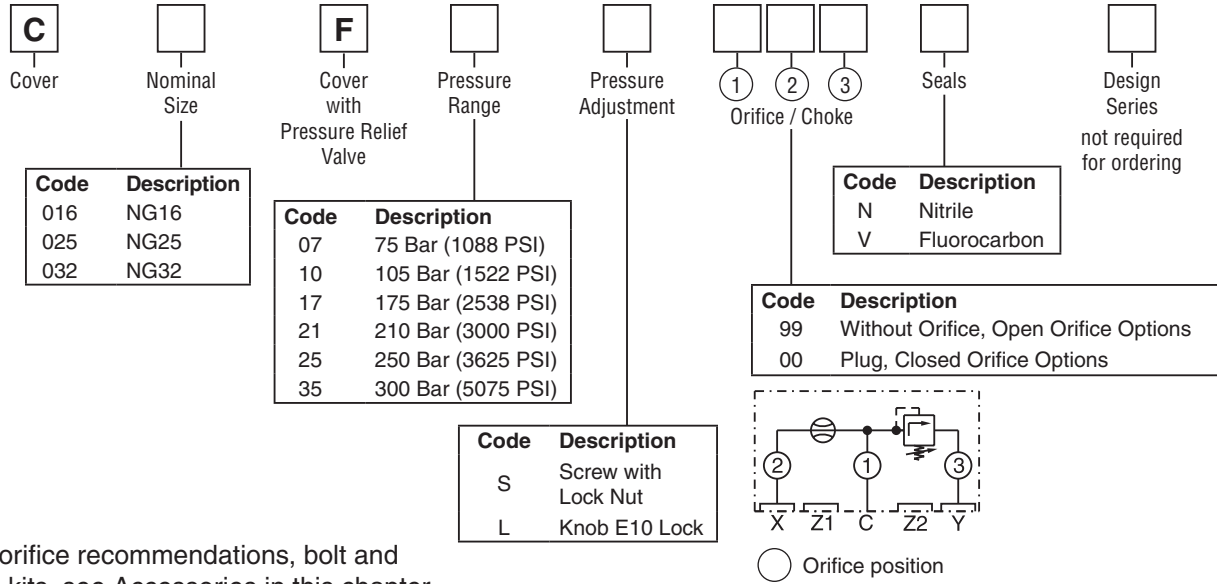 C F
Cover
Nominal
Size
Cover
with
Pressure Relief
Valve
Pressure
Range
Pressure
Adjustment
1 2 3
Orifice / Choke
Seals
Design
Series
not required
for ordering
Code Description
016 NG16
025 NG25
032 NG32
Code Description
07 75 Bar (1088 PSI)
10 105 Bar (1522 PSI)
17 175 Bar (2538 PSI)
21 210 Bar (3000 PSI)
25 250 Bar (3625 PSI)
35 300 Bar (5075 PSI)
Code Description
S Screw with
Lock Nut
L Knob E10 Lock
Code Description
N Nitrile
V Fluorocarbon
Code Description
99 Without Orifice, Open Orifice Options
00 Plug, Closed Orifice Options
2 1 3
X Z1 C Z2 Y
Orifice position
orifice recommendations, bolt and
kits, see Accessories in this chapter